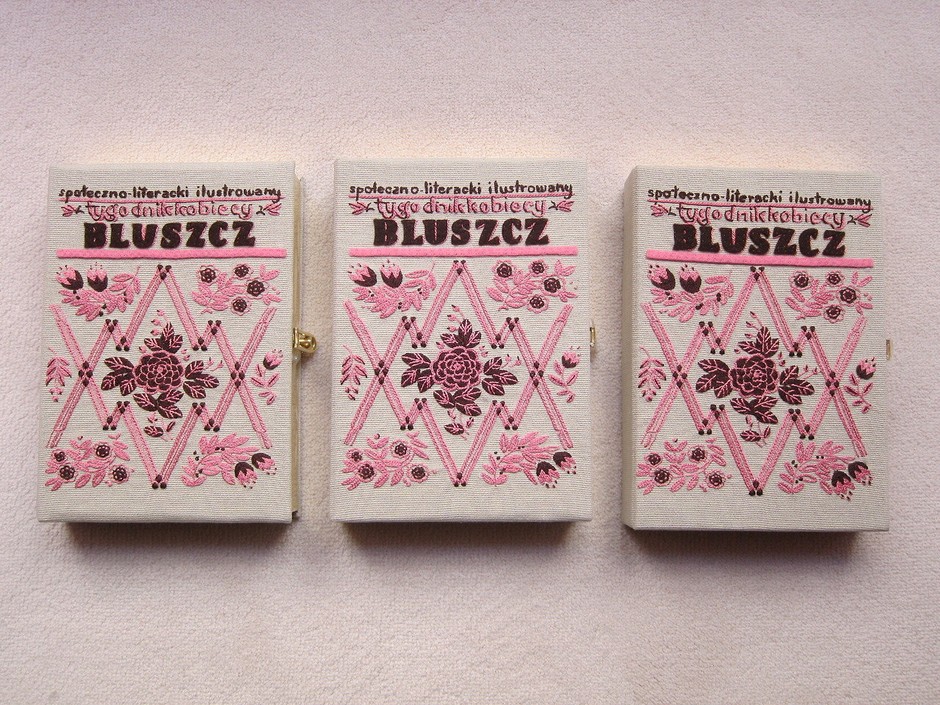 społeczno-literacki ilustrowany
tygodnik kobiecy
BLUSZCZ
społeczno-literacki ilustrowany
tygodnik kobiecy
BLUSZCZ
społeczno-literacki ilustrowany
tygodnik kobiecy
BLUSZCZ